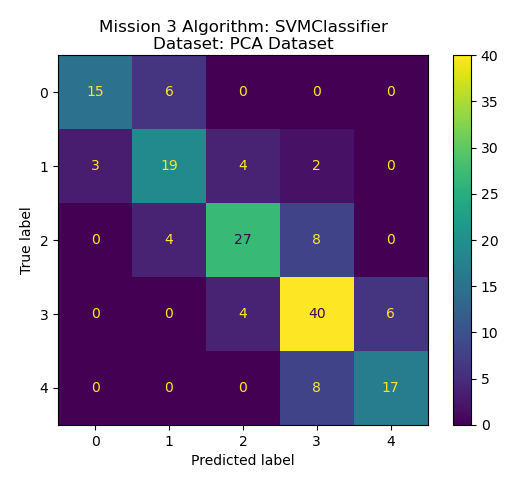 Mission 3 Algorithm: SVMClassifier
Dataset: PCA Dataset
0 15 6 0 0 0
1 3 19 4 2 0
2 0 4 27 8 0
3 0 0 4 40 6
4 0 0 0 8 17
0 1 2 3 4
Predicted label
True label
40
35
30
25
20
15
10
5
0